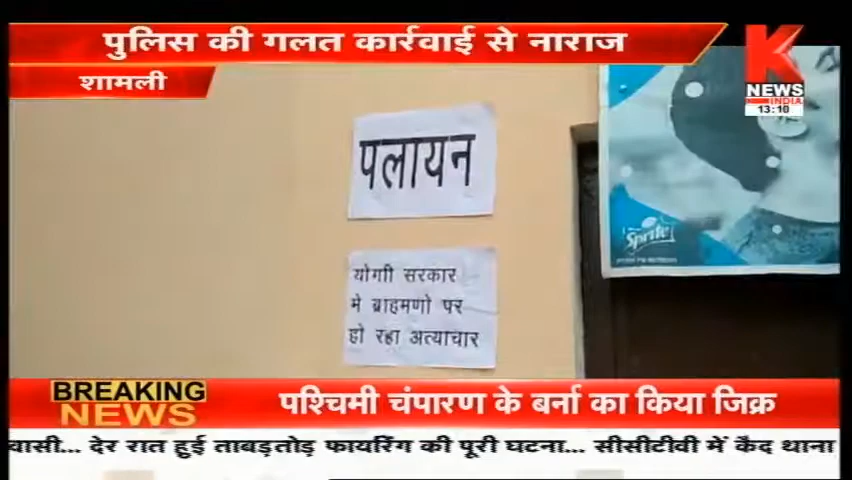 पुलिस की गलत कार्रवाई से नाराज
शामली
K
NEWS
INDIA
13:10
पलायन
योगी सरकार
मे ब्राहमणो पर
हो रहा अत्याचार
Sprite
BREAKING
NEWS
पश्चिमी चंपारण के बर्ना का किया जिक्र
वासी... देर रात हुई ताबड़तोड़ फायरिंग की पूरी घटना... सीसीटीवी में कैद थाना